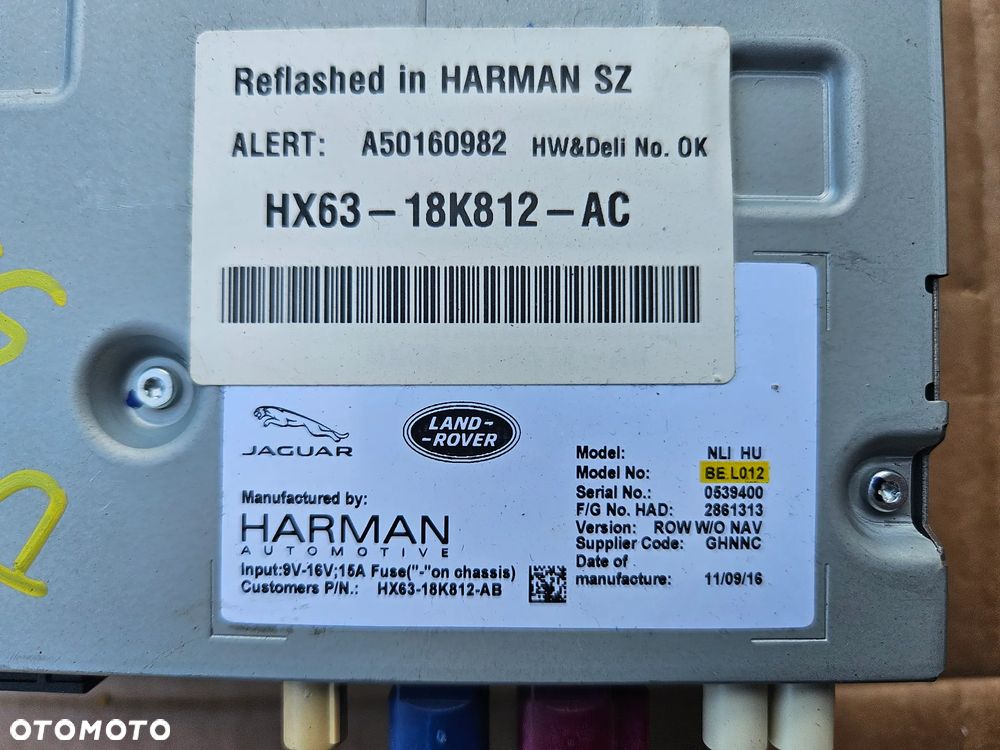 Reflashed in HARMAN SZ
ALERT: A50160982 HW&Deli No. OK
HX63-18K812-AC
JAGUAR
LAND-
-ROVER
Manufactured by:
HARMAN
AUTOMOTIVE
Input:9V-16V;15A Fuse("-"on chassis)
Customers P/N.: HX63-18K812-AB
Model: NLI HU
Model No: BE.L012
Serial No.: 0539400
F/G No. HAD: 2861313
Version: ROW W/O NAV
Supplier Code: GHNNC
Date of
manufacture: 11/09/16
OTOMOTO